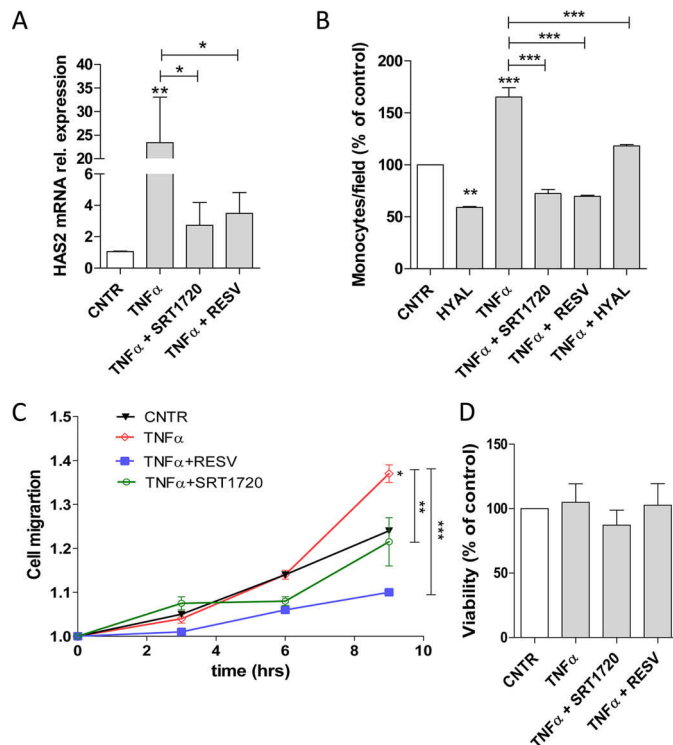 A
HAS2 mRNA rel. expression
40
35
30
25
20
6
4
2
0
**
*
*
CNTR
TNFα
TNFα + SRT1720
TNFα + RESV
B
Monocytes/field (% of control)
200
150
100
50
0
**
***
***
***
***
CNTR
HYAL
TNFα
TNFα + SRT1720
TNFα + RESV
TNFα + HYAL
C
Cell migrartion
1.5
1.4
1.3
1.2
1.1
1.0
CNTR
TNFα
TNFα+RESV
TNFα+SRT1720
*
**
***
0 2 4 6 8 10
time (hrs)
D
Viability (% of control)
150
100
50
0
CNTR
TNFα
TNFα + SRT1720
TNFα + RESV